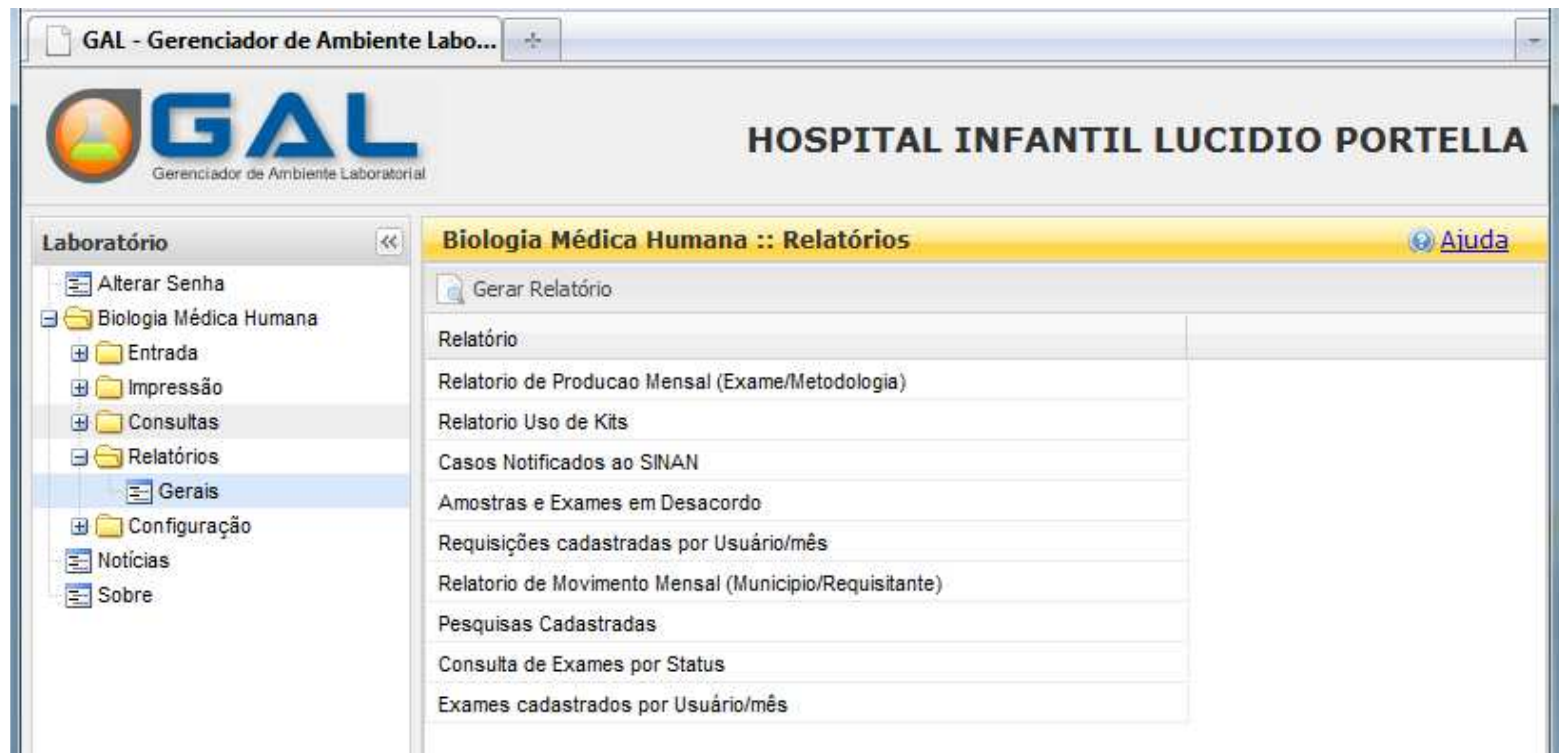 GAL - Gerenciador de Ambiente Labo...
GAL
Gerenciador de Ambiente Laboratorial
HOSPITAL INFANTIL LUCIDIO PORTELLA
Laboratório
Alterar Senha
Biologia Médica Humana
Entrada
Impressão
Consultas
Relatórios
Gerais
Configuração
Notícias
Sobre
Biologia Médica Humana :: Relatórios
Ajuda
Gerar Relatório
Relatório
Relatorio de Producao Mensal (Exame/Metodologia)
Relatorio Uso de Kits
Casos Notificados ao SINAN
Amostras e Exames em Desacordo
Requisições cadastradas por Usuário/mês
Relatorio de Movimento Mensal (Municipio/Requisitante)
Pesquisas Cadastradas
Consulta de Exames por Status
Exames cadastrados por Usuário/mês